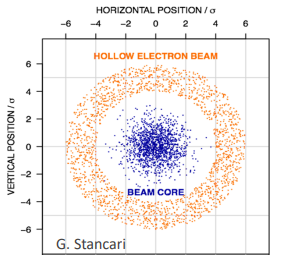 HORIZONTAL POSITION / σ
−6 −4 −2 0 2 4 6
HOLLOW ELECTRON BEAM
6
4
2
0
−2
−4
−6
VERTICAL POSITION / σ
BEAM CORE
G. Stancari